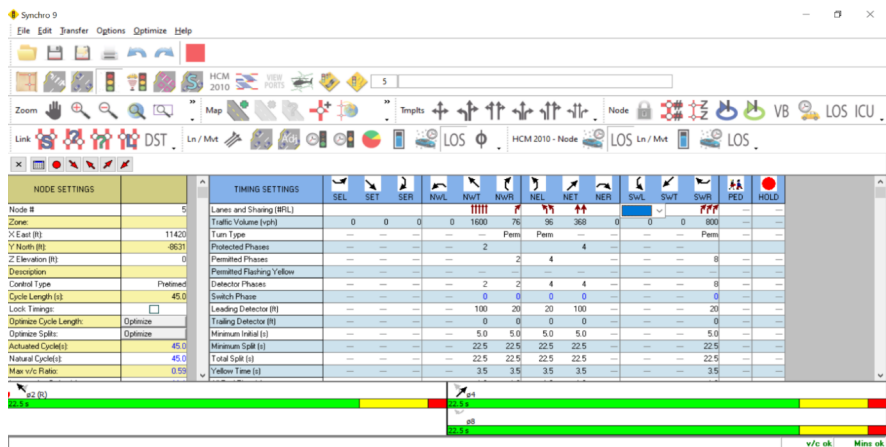 Synchro 9
File Edit Transfer Options Optimize Help
HCM 2010 VIEW PORTS 5
Zoom Map Tmplts Node VB LOS ICU
Link DST Ln / Mvt LOS Φ HCM 2010 - Node LOS Ln / Mvt LOS
NODE SETTINGS
Node # 5
Zone:
X East (ft): 11420
Y North (ft): -8631
Z Elevation (ft): 0
Description
Control Type Pretimed
Cycle Length (s): 45.0
Lock Timings:
Optimize Cycle Length: Optimize
Optimize Splits: Optimize
Actuated Cycle(s): 45.0
Natural Cycle(s): 45.0
Max v/c Ratio: 0.59
TIMING SETTINGS SEL SET SER NWL NWT NWR NEL NET NER SWL SWT SWR PED HOLD
Lanes and Sharing (#RL)
Traffic Volume (vph) 0 0 0 0 1600 76 96 368 0 0 0 800 — —
Turn Type — — — — — Perm Perm — — — — Perm — —
Protected Phases — — — — 2 4 — — — — —
Permitted Phases — — — — 2 4 — — — 8 — —
Permitted Flashing Yellow — — — — — — — — — — — — — —
Detector Phases — — — — 2 2 4 4 — — — 8 — —
Switch Phase — — — — 0 0 0 0 — — — 0 — —
Leading Detector (ft) — — — — 100 20 20 100 — — — 20 — —
Trailing Detector (ft) — — — — 0 0 0 0 — — — 0 — —
Minimum Initial (s) — — — — 5.0 5.0 5.0 5.0 — — — 5.0 — —
Minimum Split (s) — — — — 22.5 22.5 22.5 22.5 — — — 22.5 — —
Total Split (s) — — — — 22.5 22.5 22.5 22.5 — — — 22.5 — —
Yellow Time (s) — — — — 3.5 3.5 3.5 3.5 — — — 3.5 — —
ø2 (R)
22.5 s
ø4
22.5 s
ø8
22.5 s
v/c ok Mins ok